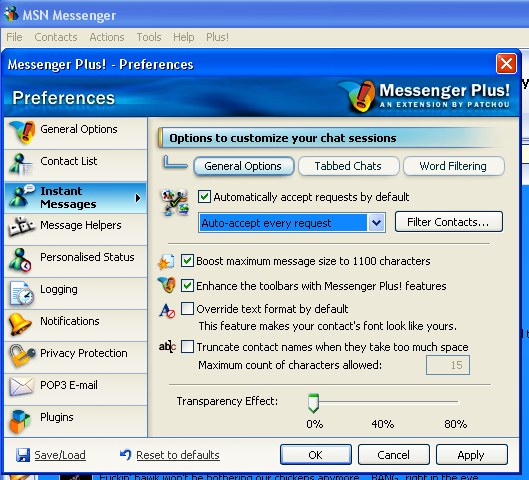 MSN Messenger
File Contacts Actions Tools Help Plus!
Messenger Plus! - Preferences
Preferences
Messenger Plus!
AN EXTENSION BY PATCHOU
General Options
Contact List
Instant
Messages
Message Helpers
Personalised Status
Logging
Notifications
Privacy Protection
POP3 E-mail
Plugins
Options to customize your chat sessions
General Options Tabbed Chats Word Filtering
Automatically accept requests by default
Auto-accept every request Filter Contacts...
Boost maximum message size to 1100 characters
Enhance the toolbars with Messenger Plus! features
Override text format by default
This feature makes your contact's font look like yours.
abc Truncate contact names when they take too much space
Maximum count of characters allowed: 15
Transparency Effect:
0% 40% 80%
Save/Load Reset to defaults OK Cancel Apply
Fuckin' hawk won't be bothering our chickens anymore... BANG, right in the eye